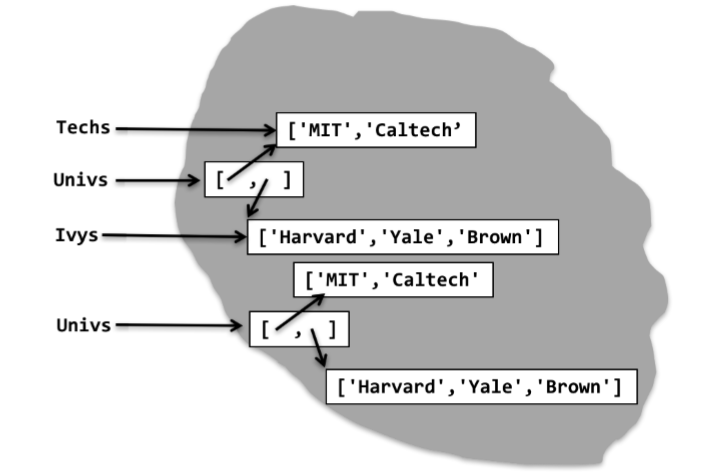 Techs ['MIT','Caltech’
Univs [ , ]
Ivys ['Harvard','Yale','Brown']
['MIT','Caltech'
Univs [ , ]
['Harvard','Yale','Brown']